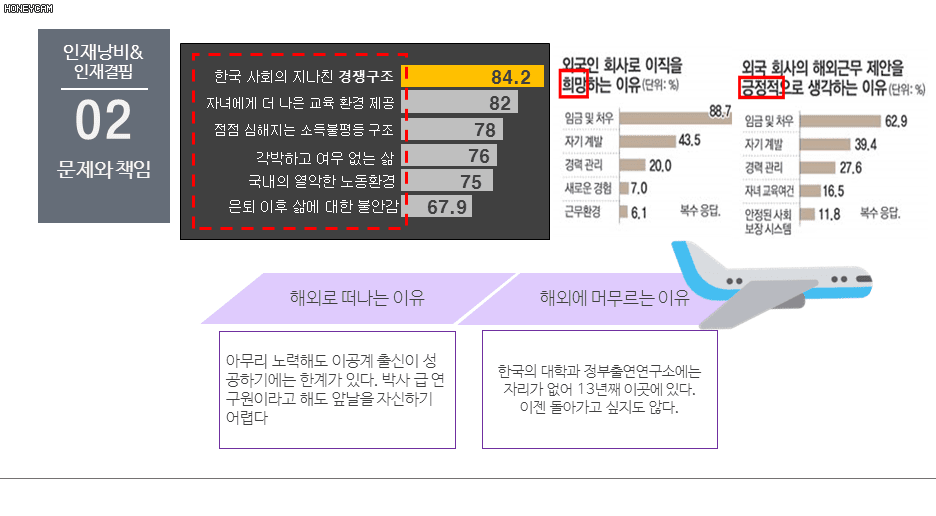 HONEYCAM
인재낭비&
인재결핍
02
문제와 책임
한국 사회의 지나친 경쟁구조 84.2
자녀에게 더 나은 교육 환경 제공 82
점점 심해지는 소득불평등 구조 78
각박하고 여유 없는 삶 76
국내의 열악한 노동환경 75
은퇴 이후 삶에 대한 불안감 67.9
외국인 회사로 이직을
희망하는 이유(단위: %)
임금 및 처우 88.7
자기 계발 43.5
경력 관리 20.0
새로운 경험 7.0
근무환경 6.1 복수 응답.
외국 회사의 해외근무 제안을
긍정적으로 생각하는 이유(단위: %)
임금 및 처우 62.9
자기 계발 39.4
경력 관리 27.6
자녀 교육여건 16.5
안정된 사회
보장 시스템 11.8 복수 응답.
해외로 떠나는 이유
해외에 머무르는 이유
아무리 노력해도 이공계 출신이 성
공하기에는 한계가 있다. 박사 급 연
구원이라고 해도 앞날을 자신하기
어렵다
한국의 대학과 정부출연연구소에는
자리가 없어 13년째 이곳에 있다.
이젠 돌아가고 싶지도 않다.